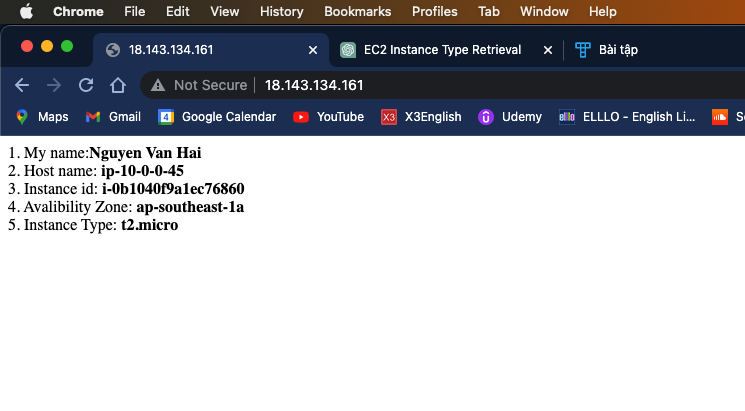 Chrome File Edit View History Bookmarks Profiles Tab Window Help
18.143.134.161 EC2 Instance Type Retrieval Bài tập
Not Secure 18.143.134.161
Maps Gmail Google Calendar YouTube X3 X3English Udemy elllo ELLLO - English Li...
1. My name:Nguyen Van Hai
2. Host name: ip-10-0-0-45
3. Instance id: i-0b1040f9a1ec76860
4. Avalibility Zone: ap-southeast-1a
5. Instance Type: t2.micro